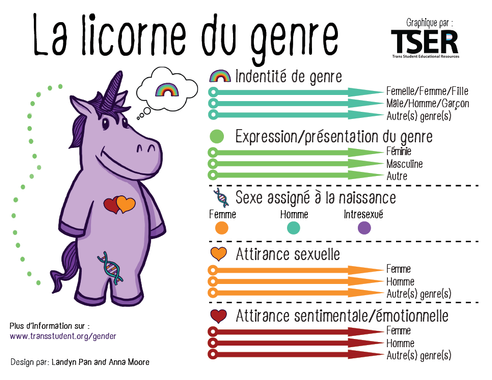 La licorne du genre
Graphique par :
TSER
Trans Student Educational Resources
Indentité de genre
Femelle/Femme/Fille
Mâle/Homme/Garçon
Autre(s) genre(s)
Expression/présentation du genre
Féminie
Masculine
Autre
Sexe assigné à la naissance
Femme Homme Intresexué
Attirance sexuelle
Femme
Homme
Autre(s) genre(s)
Attirance sentimentale/émotionnelle
Femme
Homme
Autre(s) genre(s)
Plus d'information sur :
www.transstudent.org/gender
Design par: Landyn Pan and Anna Moore